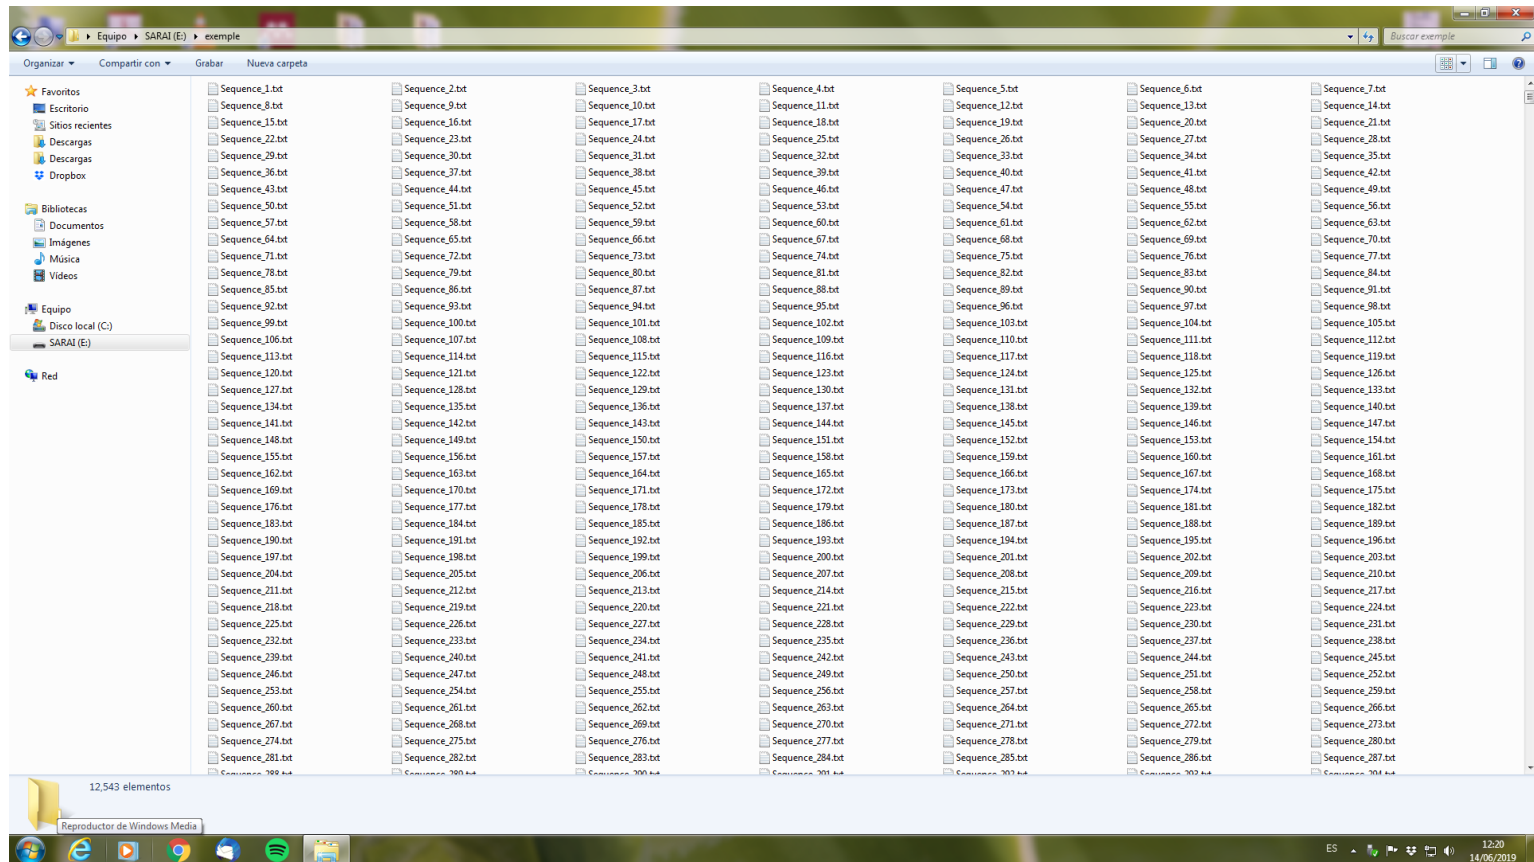 Equipo ▸ SARAI (E:) ▸ exemple
Buscar exemple
Organizar Compartir con Grabar Nueva carpeta
Favoritos
Escritorio
Sitios recientes
Descargas
Descargas
Dropbox
Bibliotecas
Documentos
Imágenes
Música
Vídeos
Equipo
Disco local (C:)
SARAI (E:)
Red
Sequence_1.txt Sequence_2.txt Sequence_3.txt Sequence_4.txt Sequence_5.txt Sequence_6.txt Sequence_7.txt
Sequence_8.txt Sequence_9.txt Sequence_10.txt Sequence_11.txt Sequence_12.txt Sequence_13.txt Sequence_14.txt
Sequence_15.txt Sequence_16.txt Sequence_17.txt Sequence_18.txt Sequence_19.txt Sequence_20.txt Sequence_21.txt
Sequence_22.txt Sequence_23.txt Sequence_24.txt Sequence_25.txt Sequence_26.txt Sequence_27.txt Sequence_28.txt
Sequence_29.txt Sequence_30.txt Sequence_31.txt Sequence_32.txt Sequence_33.txt Sequence_34.txt Sequence_35.txt
Sequence_36.txt Sequence_37.txt Sequence_38.txt Sequence_39.txt Sequence_40.txt Sequence_41.txt Sequence_42.txt
Sequence_43.txt Sequence_44.txt Sequence_45.txt Sequence_46.txt Sequence_47.txt Sequence_48.txt Sequence_49.txt
Sequence_50.txt Sequence_51.txt Sequence_52.txt Sequence_53.txt Sequence_54.txt Sequence_55.txt Sequence_56.txt
Sequence_57.txt Sequence_58.txt Sequence_59.txt Sequence_60.txt Sequence_61.txt Sequence_62.txt Sequence_63.txt
Sequence_64.txt Sequence_65.txt Sequence_66.txt Sequence_67.txt Sequence_68.txt Sequence_69.txt Sequence_70.txt
Sequence_71.txt Sequence_72.txt Sequence_73.txt Sequence_74.txt Sequence_75.txt Sequence_76.txt Sequence_77.txt
Sequence_78.txt Sequence_79.txt Sequence_80.txt Sequence_81.txt Sequence_82.txt Sequence_83.txt Sequence_84.txt
Sequence_85.txt Sequence_86.txt Sequence_87.txt Sequence_88.txt Sequence_89.txt Sequence_90.txt Sequence_91.txt
Sequence_92.txt Sequence_93.txt Sequence_94.txt Sequence_95.txt Sequence_96.txt Sequence_97.txt Sequence_98.txt
Sequence_99.txt Sequence_100.txt Sequence_101.txt Sequence_102.txt Sequence_103.txt Sequence_104.txt Sequence_105.txt
Sequence_106.txt Sequence_107.txt Sequence_108.txt Sequence_109.txt Sequence_110.txt Sequence_111.txt Sequence_112.txt
Sequence_113.txt Sequence_114.txt Sequence_115.txt Sequence_116.txt Sequence_117.txt Sequence_118.txt Sequence_119.txt
Sequence_120.txt Sequence_121.txt Sequence_122.txt Sequence_123.txt Sequence_124.txt Sequence_125.txt Sequence_126.txt
Sequence_127.txt Sequence_128.txt Sequence_129.txt Sequence_130.txt Sequence_131.txt Sequence_132.txt Sequence_133.txt
Sequence_134.txt Sequence_135.txt Sequence_136.txt Sequence_137.txt Sequence_138.txt Sequence_139.txt Sequence_140.txt
Sequence_141.txt Sequence_142.txt Sequence_143.txt Sequence_144.txt Sequence_145.txt Sequence_146.txt Sequence_147.txt
Sequence_148.txt Sequence_149.txt Sequence_150.txt Sequence_151.txt Sequence_152.txt Sequence_153.txt Sequence_154.txt
Sequence_155.txt Sequence_156.txt Sequence_157.txt Sequence_158.txt Sequence_159.txt Sequence_160.txt Sequence_161.txt
Sequence_162.txt Sequence_163.txt Sequence_164.txt Sequence_165.txt Sequence_166.txt Sequence_167.txt Sequence_168.txt
Sequence_169.txt Sequence_170.txt Sequence_171.txt Sequence_172.txt Sequence_173.txt Sequence_174.txt Sequence_175.txt
Sequence_176.txt Sequence_177.txt Sequence_178.txt Sequence_179.txt Sequence_180.txt Sequence_181.txt Sequence_182.txt
Sequence_183.txt Sequence_184.txt Sequence_185.txt Sequence_186.txt Sequence_187.txt Sequence_188.txt Sequence_189.txt
Sequence_190.txt Sequence_191.txt Sequence_192.txt Sequence_193.txt Sequence_194.txt Sequence_195.txt Sequence_196.txt
Sequence_197.txt Sequence_198.txt Sequence_199.txt Sequence_200.txt Sequence_201.txt Sequence_202.txt Sequence_203.txt
Sequence_204.txt Sequence_205.txt Sequence_206.txt Sequence_207.txt Sequence_208.txt Sequence_209.txt Sequence_210.txt
Sequence_211.txt Sequence_212.txt Sequence_213.txt Sequence_214.txt Sequence_215.txt Sequence_216.txt Sequence_217.txt
Sequence_218.txt Sequence_219.txt Sequence_220.txt Sequence_221.txt Sequence_222.txt Sequence_223.txt Sequence_224.txt
Sequence_225.txt Sequence_226.txt Sequence_227.txt Sequence_228.txt Sequence_229.txt Sequence_230.txt Sequence_231.txt
Sequence_232.txt Sequence_233.txt Sequence_234.txt Sequence_235.txt Sequence_236.txt Sequence_237.txt Sequence_238.txt
Sequence_239.txt Sequence_240.txt Sequence_241.txt Sequence_242.txt Sequence_243.txt Sequence_244.txt Sequence_245.txt
Sequence_246.txt Sequence_247.txt Sequence_248.txt Sequence_249.txt Sequence_250.txt Sequence_251.txt Sequence_252.txt
Sequence_253.txt Sequence_254.txt Sequence_255.txt Sequence_256.txt Sequence_257.txt Sequence_258.txt Sequence_259.txt
Sequence_260.txt Sequence_261.txt Sequence_262.txt Sequence_263.txt Sequence_264.txt Sequence_265.txt Sequence_266.txt
Sequence_267.txt Sequence_268.txt Sequence_269.txt Sequence_270.txt Sequence_271.txt Sequence_272.txt Sequence_273.txt
Sequence_274.txt Sequence_275.txt Sequence_276.txt Sequence_277.txt Sequence_278.txt Sequence_279.txt Sequence_280.txt
Sequence_281.txt Sequence_282.txt Sequence_283.txt Sequence_284.txt Sequence_285.txt Sequence_286.txt Sequence_287.txt
12,543 elementos
Reproductor de Windows Media
ES
12:20
14/06/2019